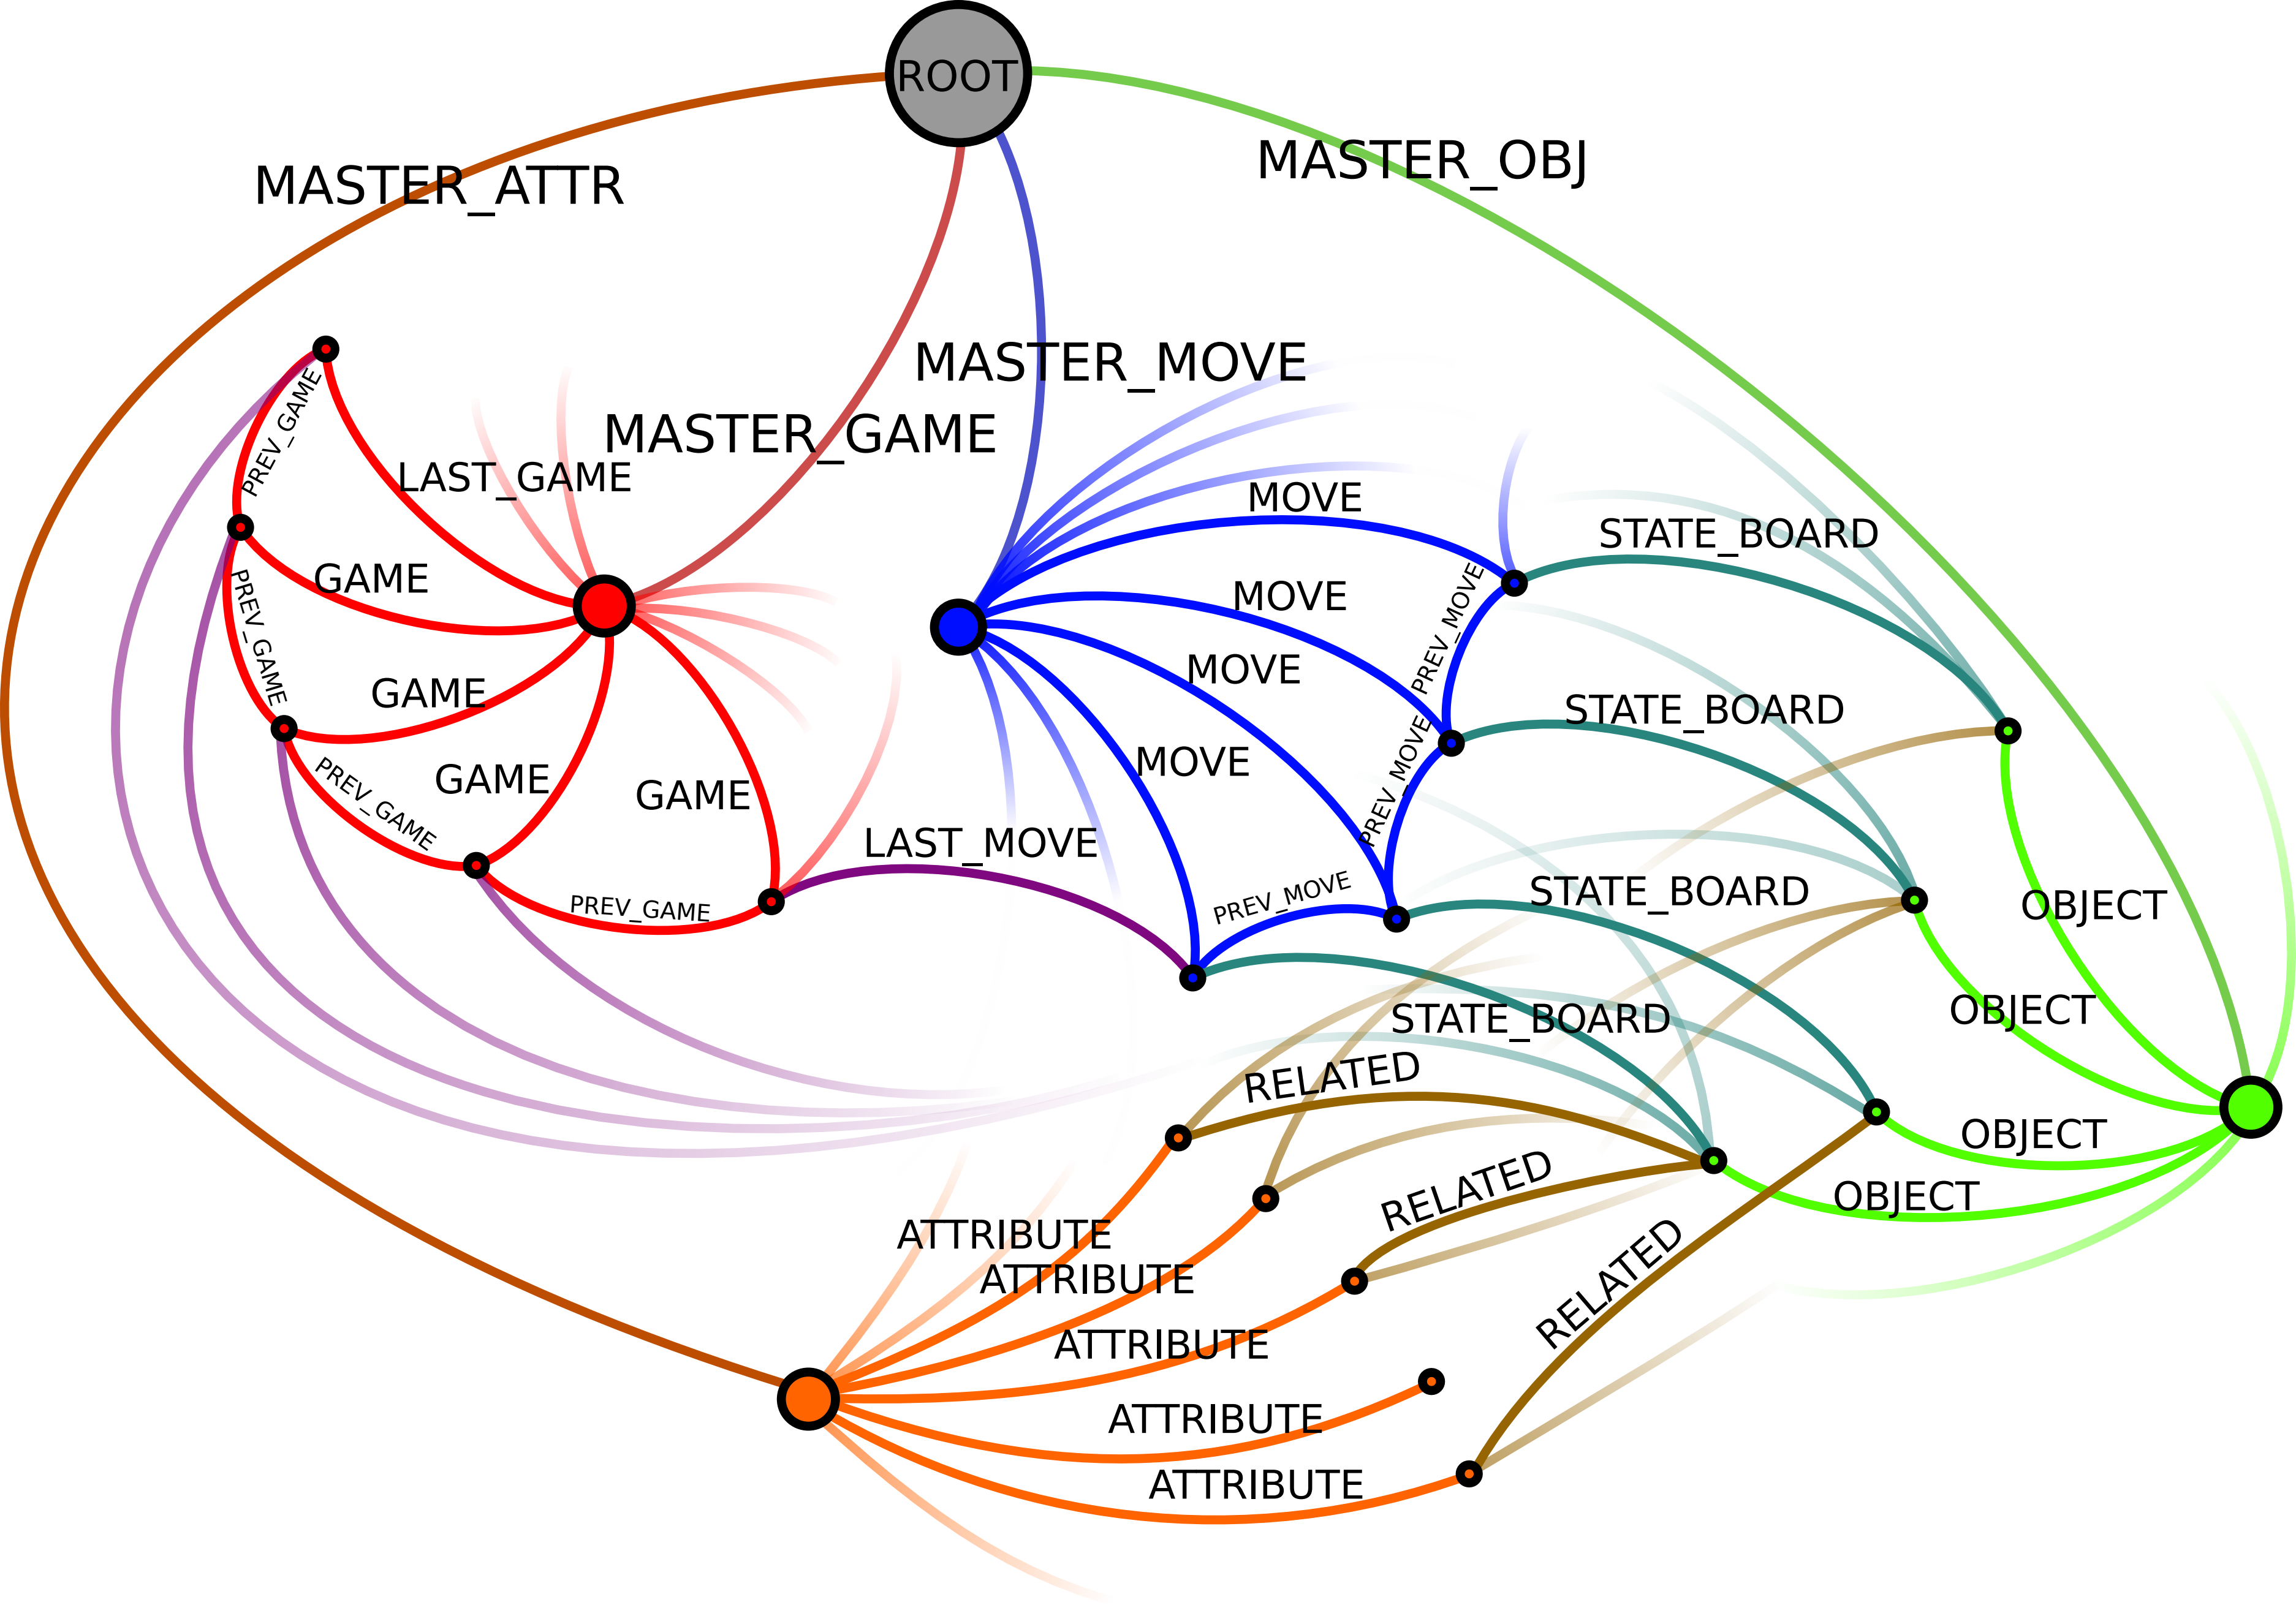 ROOT
MASTER_ATTR
MASTER_OBJ
MASTER_MOVE
MASTER_GAME
PREV_GAME
LAST_GAME
GAME
PREV_GAME
GAME
PREV_GAME
GAME
GAME
PREV_GAME
LAST_MOVE
MOVE
MOVE
MOVE
MOVE
PREV_MOVE
PREV_MOVE
PREV_MOVE
STATE_BOARD
STATE_BOARD
STATE_BOARD
STATE_BOARD
OBJECT
OBJECT
OBJECT
OBJECT
RELATED
RELATED
RELATED
ATTRIBUTE
ATTRIBUTE
ATTRIBUTE
ATTRIBUTE
ATTRIBUTE